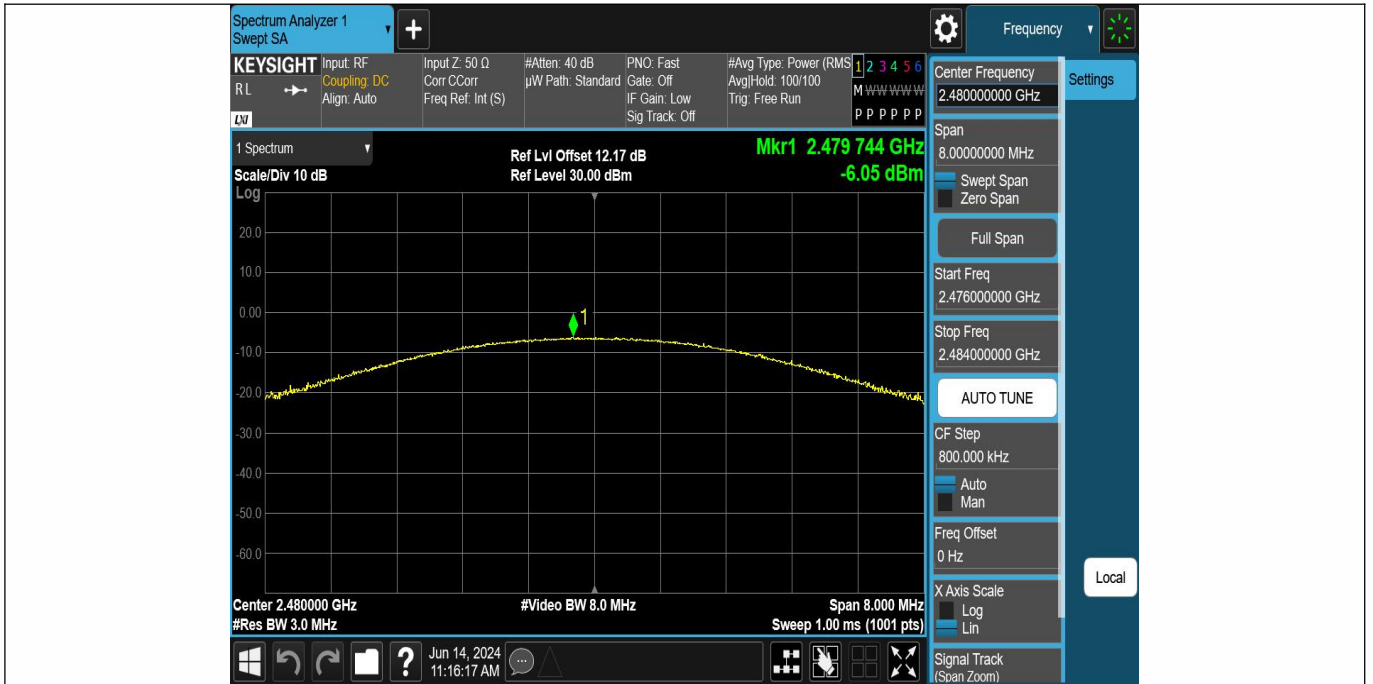 Spectrum Analyzer 1
Swept SA
+
Frequency
KEYSIGHT
R L
LXI
Input: RF
Coupling: DC
Align: Auto
Input Z: 50 Ω
Corr CCorr
Freq Ref: Int (S)
#Atten: 40 dB
µW Path: Standard
PNO: Fast
Gate: Off
IF Gain: Low
Sig Track: Off
#Avg Type: Power (RMS
Avg|Hold: 100/100
Trig: Free Run
1 2 3 4 5 6
M W W W W W
P P P P P P
Center Frequency
2.480000000 GHz
Settings
Span
8.00000000 MHz
Swept Span
Zero Span
Full Span
Start Freq
2.476000000 GHz
Stop Freq
2.484000000 GHz
AUTO TUNE
CF Step
800.000 kHz
Auto
Man
Freq Offset
0 Hz
X Axis Scale
Log
Lin
Local
Signal Track
(Span Zoom)
1 Spectrum
Scale/Div 10 dB
Ref Lvl Offset 12.17 dB
Ref Level 30.00 dBm
Mkr1 2.479 744 GHz
-6.05 dBm
Log
20.0
10.0
0.00
-10.0
-20.0
-30.0
-40.0
-50.0
-60.0
1
Center 2.480000 GHz
#Res BW 3.0 MHz
#Video BW 8.0 MHz
Span 8.000 MHz
Sweep 1.00 ms (1001 pts)
?
Jun 14, 2024
11:16:17 AM